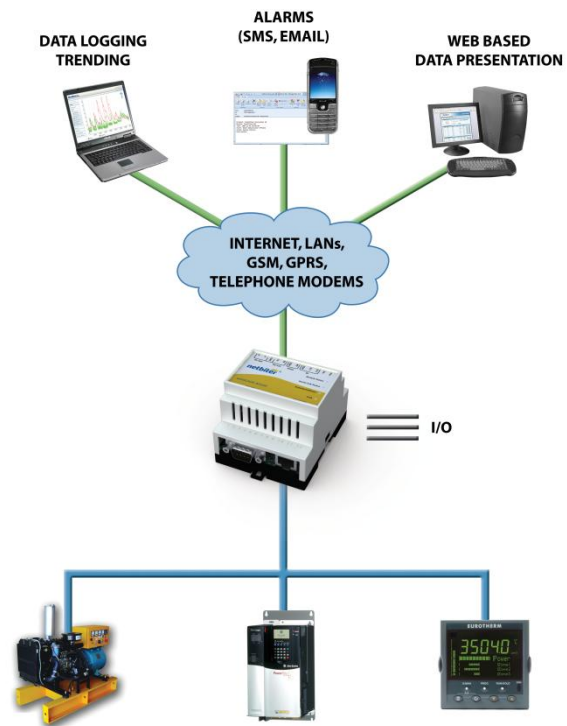 DATA LOGGING
TRENDING
ALARMS
(SMS, EMAIL)
WEB BASED
DATA PRESENTATION
INTERNET, LANs,
GSM, GPRS,
TELEPHONE MODEMS
netbiter
I/O
EUROTHERM
35040
Power